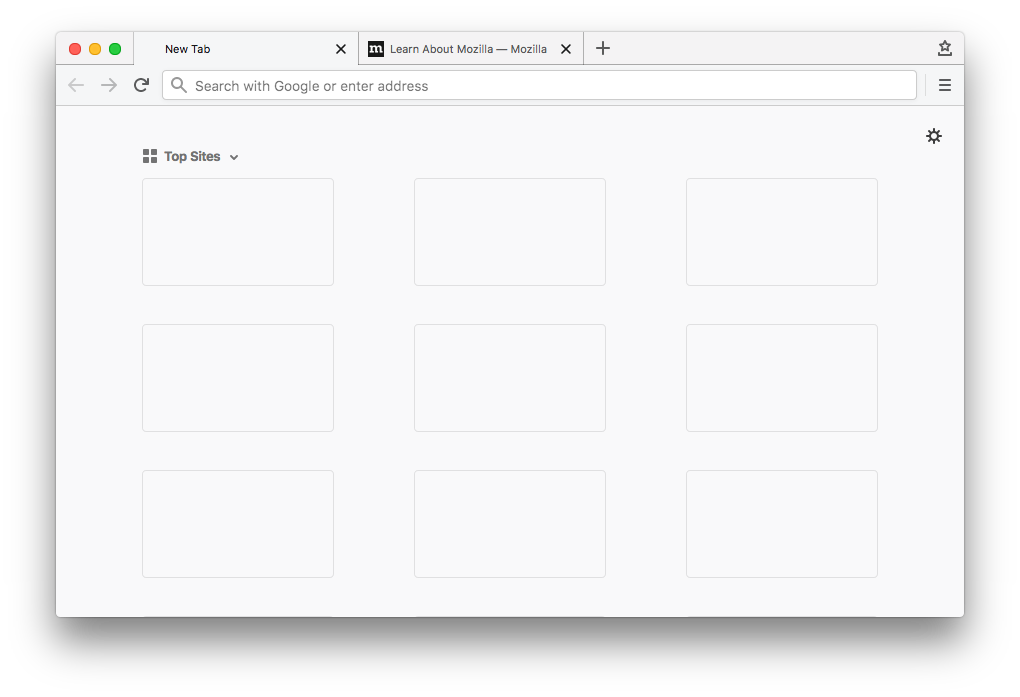 New Tab
m Learn About Mozilla — Mozilla
Search with Google or enter address
Top Sites